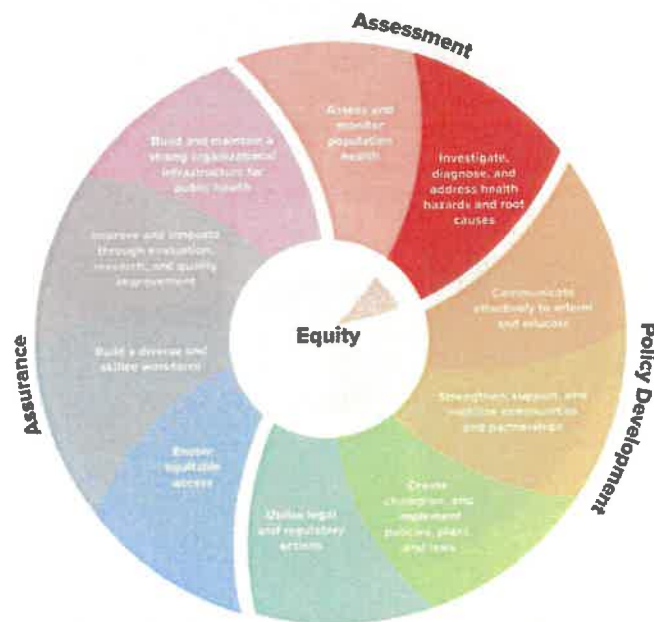 Assessment
Assess and
monitor
population
health
Investigate,
diagnose, and
address health
hazards and root
causes
Policy Development
Communicate
effectively to inform
and educate
Strengthen, support, and
mobilize communities
and partnerships
Create,
champion, and
implement
policies, plans,
and laws
Utilize legal
and regulatory
actions
Assurance
Enable
equitable
access
Build a diverse and
skilled workforce
Improve and innovate
through evaluation,
research, and quality
improvement
Build and maintain a
strong organizational
infrastructure for
public health
Equity